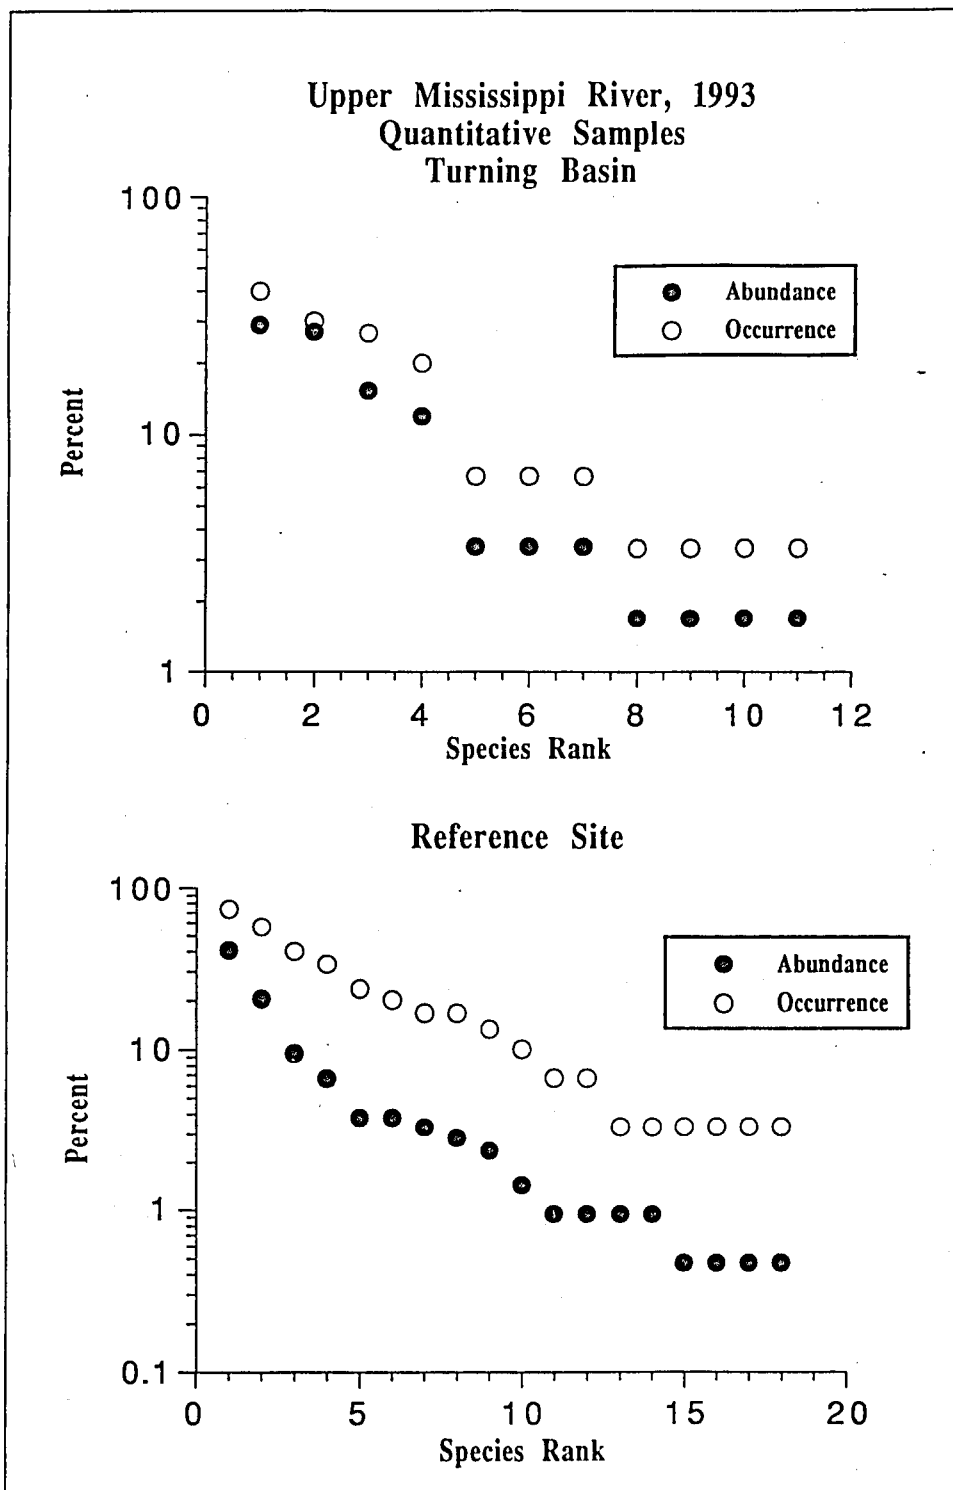 Upper Mississippi River, 1993
Quantitative Samples
Turning Basin
100
10
1
Percent
Abundance
Occurrence
0 2 4 6 8 10 12
Species Rank
Reference Site
100
10
1
0.1
Percent
Abundance
Occurrence
0 5 10 15 20
Species Rank